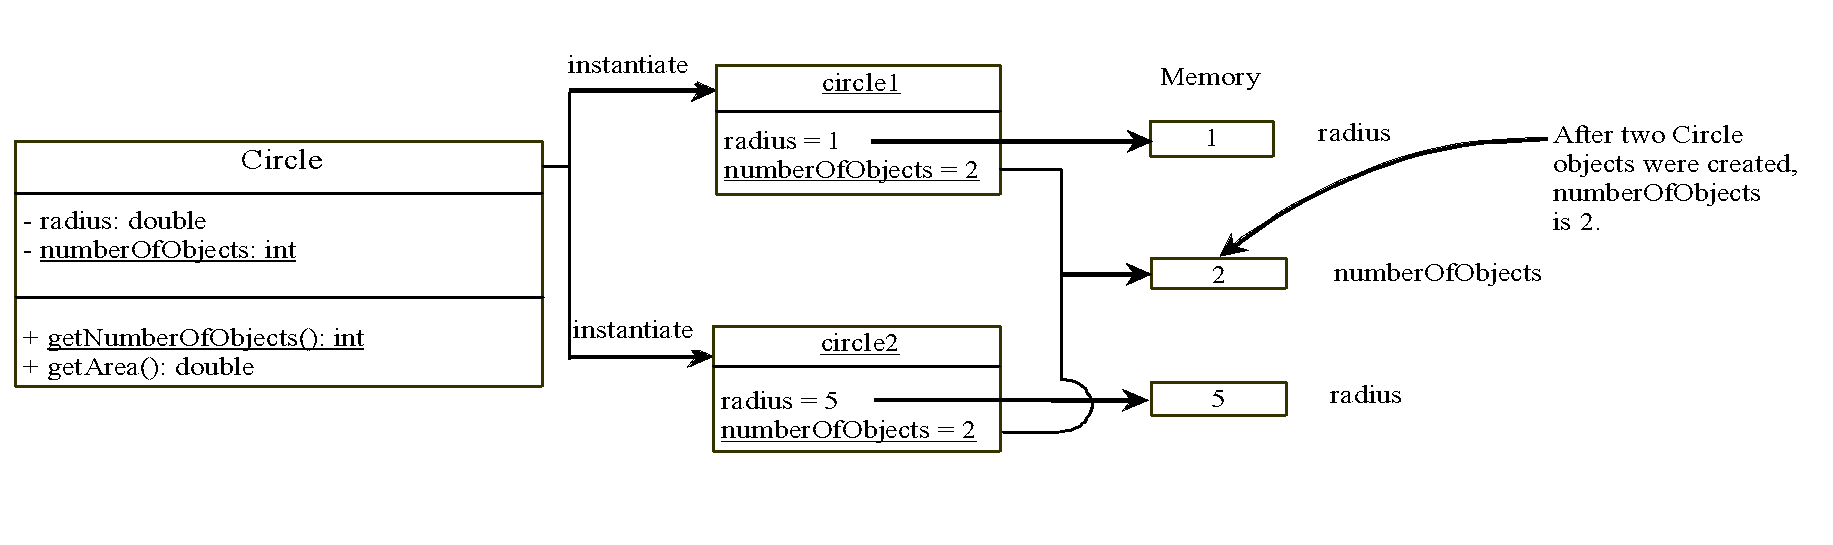 Circle
- radius: double
- numberOfObjects: int
+ getNumberOfObjects(): int
+ getArea(): double
instantiate
circle1
radius = 1
numberOfObjects = 2
instantiate
circle2
radius = 5
numberOfObjects = 2
Memory
1
radius
2
numberOfObjects
5
radius
After two Circle
objects were created,
numberOfObjects
is 2.